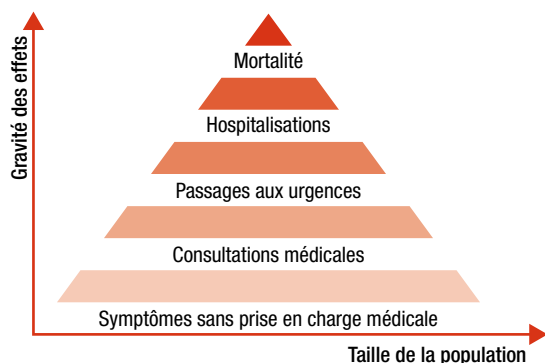 Gravité des effets
Mortalité
Hospitalisations
Passages aux urgences
Consultations médicales
Symptômes sans prise en charge médicale
Taille de la population